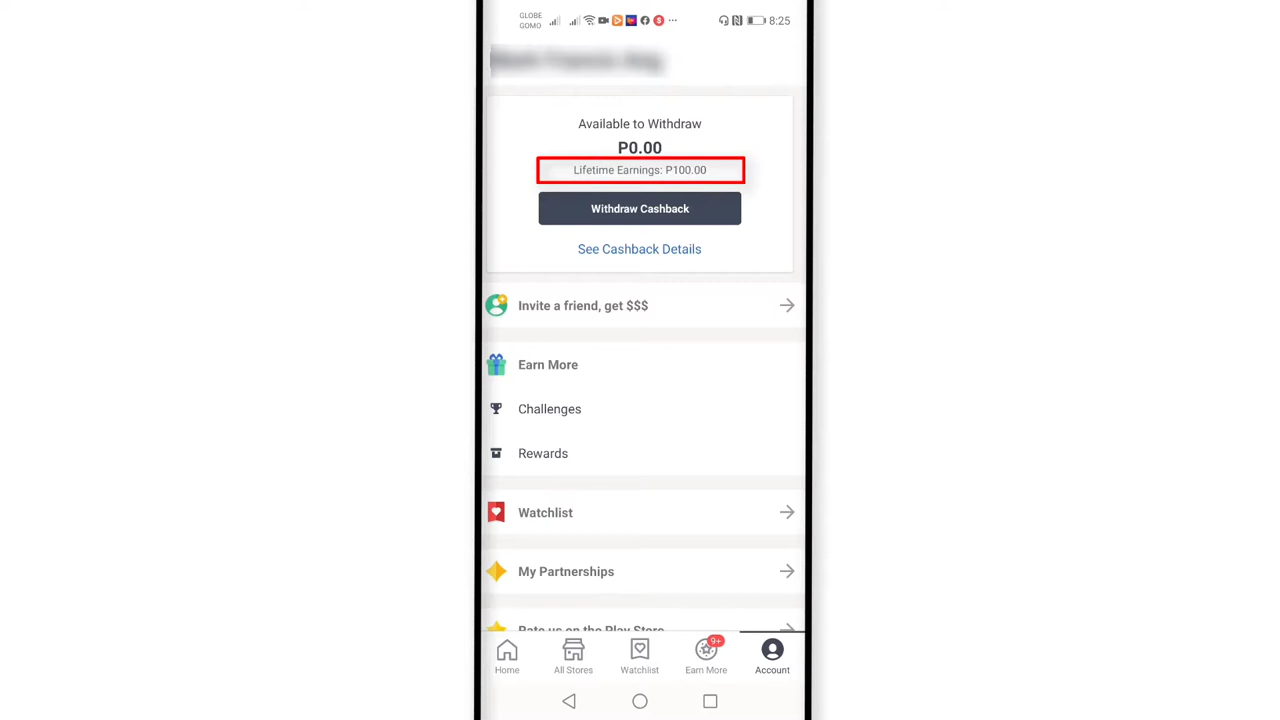 GLOBE
GOMO
8:25
Available to Withdraw
P0.00
Lifetime Earnings: P100.00
Withdraw Cashback
See Cashback Details
Invite a friend, get $$$
Earn More
Challenges
Rewards
Watchlist
My Partnerships
Rate us on the Play Store
9+
Home
All Stores
Watchlist
Earn More
Account